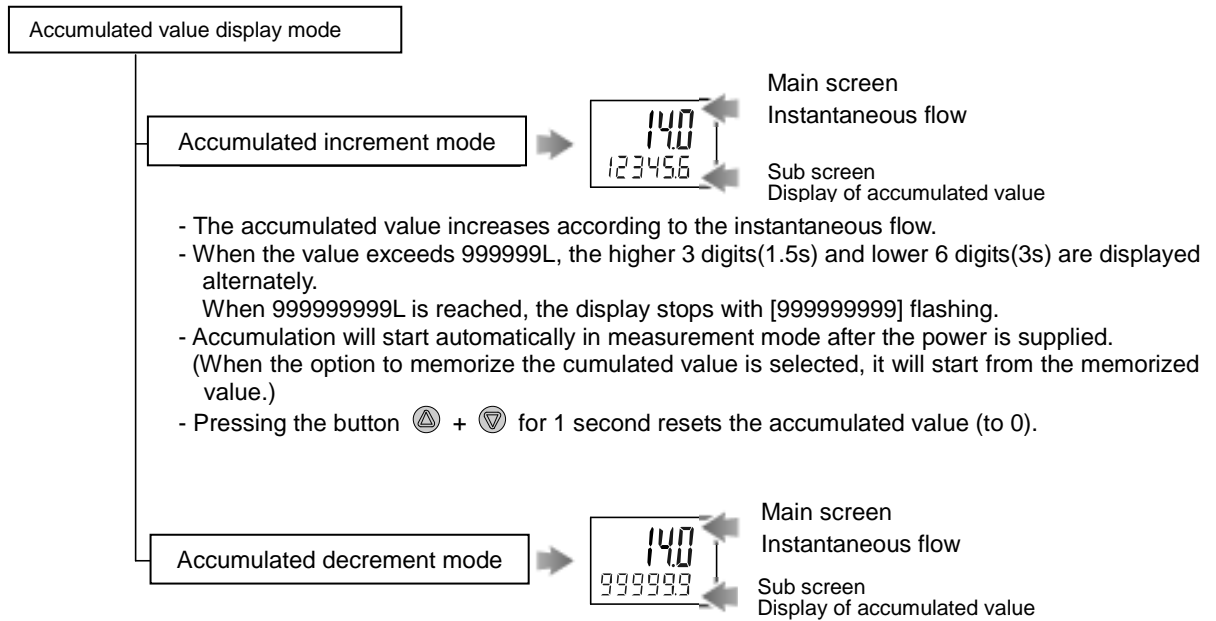 Accumulated value display mode
Accumulated increment mode
14.0
12345.6
Main screen
Instantaneous flow
Sub screen
Display of accumulated value
- The accumulated value increases according to the instantaneous flow.
- When the value exceeds 999999L, the higher 3 digits(1.5s) and lower 6 digits(3s) are displayed
alternately.
When 999999999L is reached, the display stops with [999999999] flashing.
- Accumulation will start automatically in measurement mode after the power is supplied.
(When the option to memorize the cumulated value is selected, it will start from the memorized
value.)
- Pressing the button + for 1 second resets the accumulated value (to 0).
Accumulated decrement mode
14.0
99999.9
Main screen
Instantaneous flow
Sub screen
Display of accumulated value